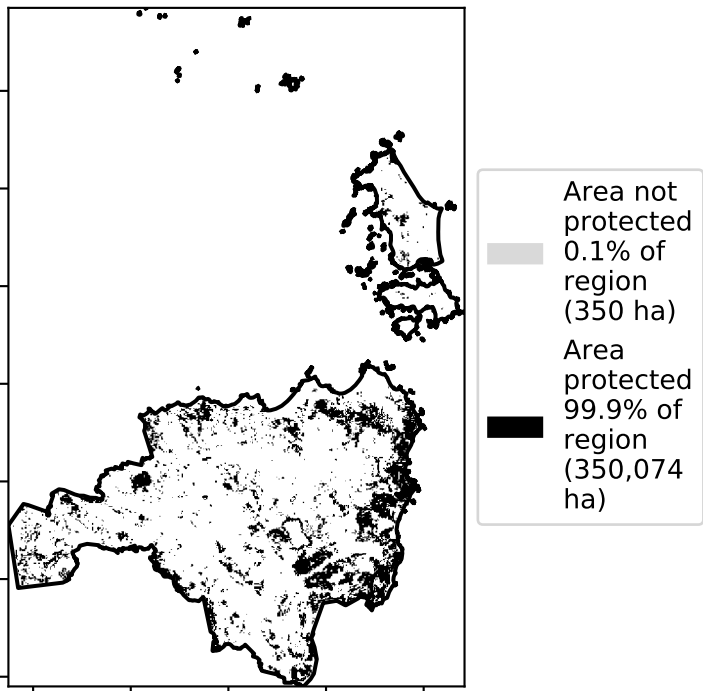 Area not
protected
0.1% of
region
(350 ha)
Area
protected
99.9% of
region
(350,074
ha)